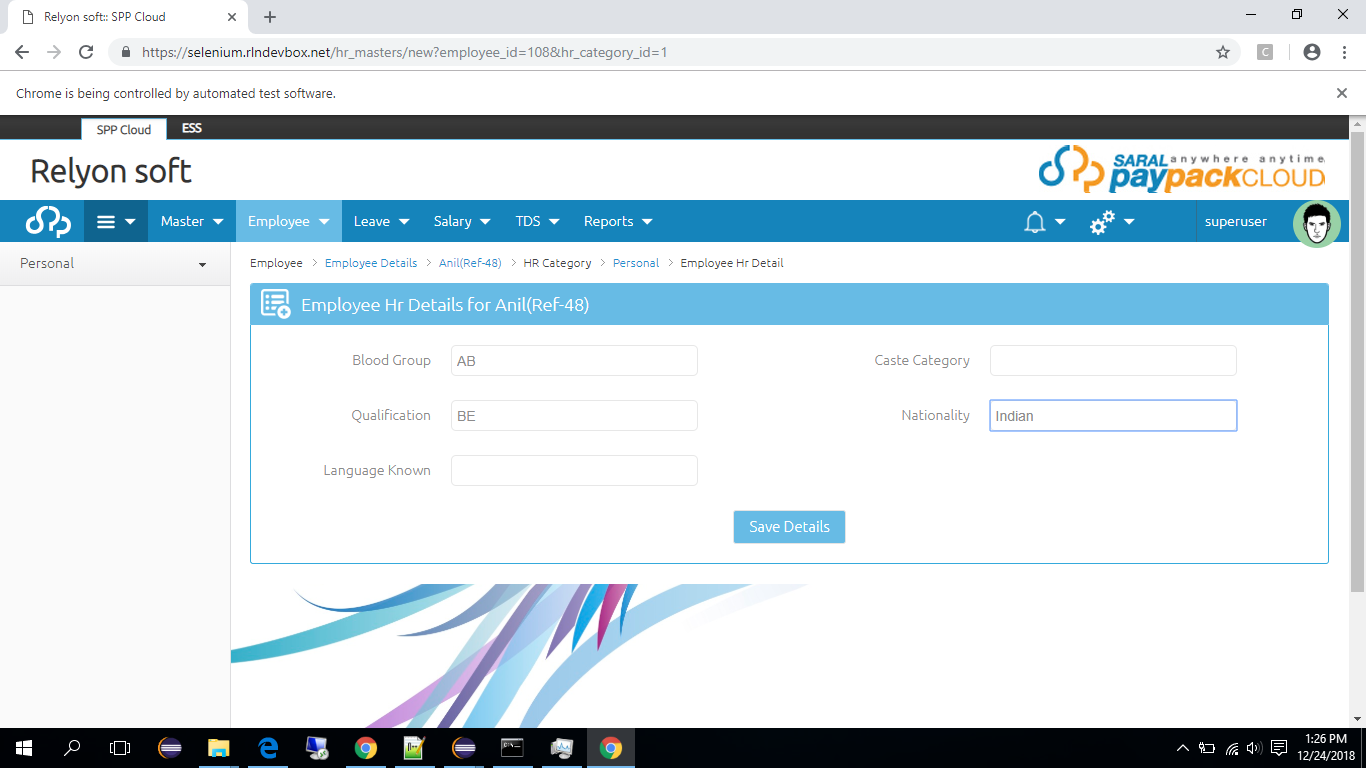 Relyon soft:: SPP Cloud
https://selenium.rlndevbox.net/hr_masters/new?employee_id=108&hr_category_id=1
C
Chrome is being controlled by automated test software.
SPP Cloud ESS
Relyon soft
SARAL anywhere anytime
paypackCLOUD
Master Employee Leave Salary TDS Reports superuser
Personal
Employee > Employee Details > Anil(Ref-48) > HR Category > Personal > Employee Hr Detail
Employee Hr Details for Anil(Ref-48)
Blood Group AB Caste Category
Qualification BE Nationality Indian
Language Known
Save Details
1:26 PM
12/24/2018